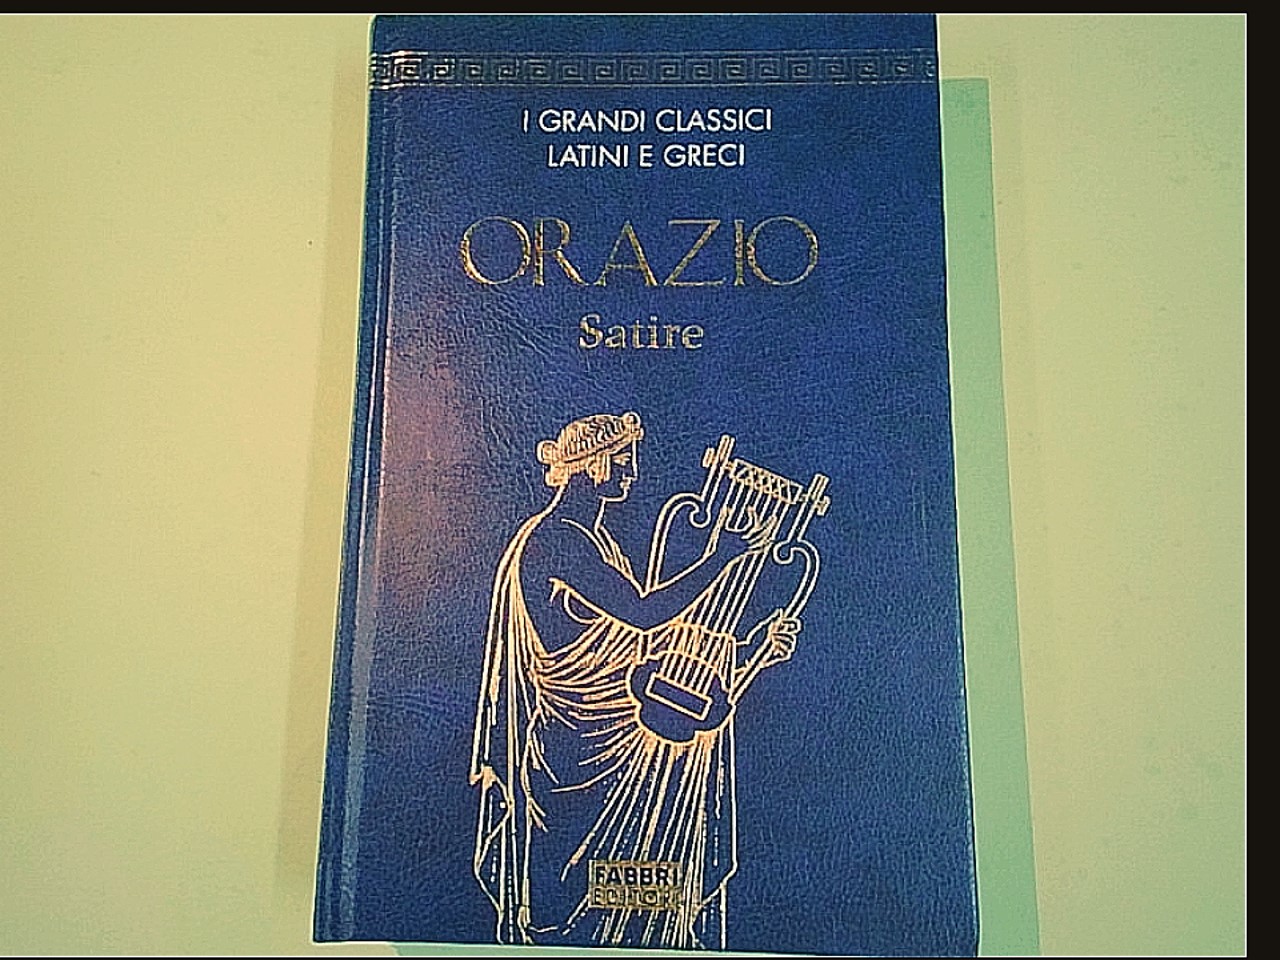 I GRANDI CLASSICI
LATINI E GRECI
ORAZIO
Satire
FABBRI
EDITORI